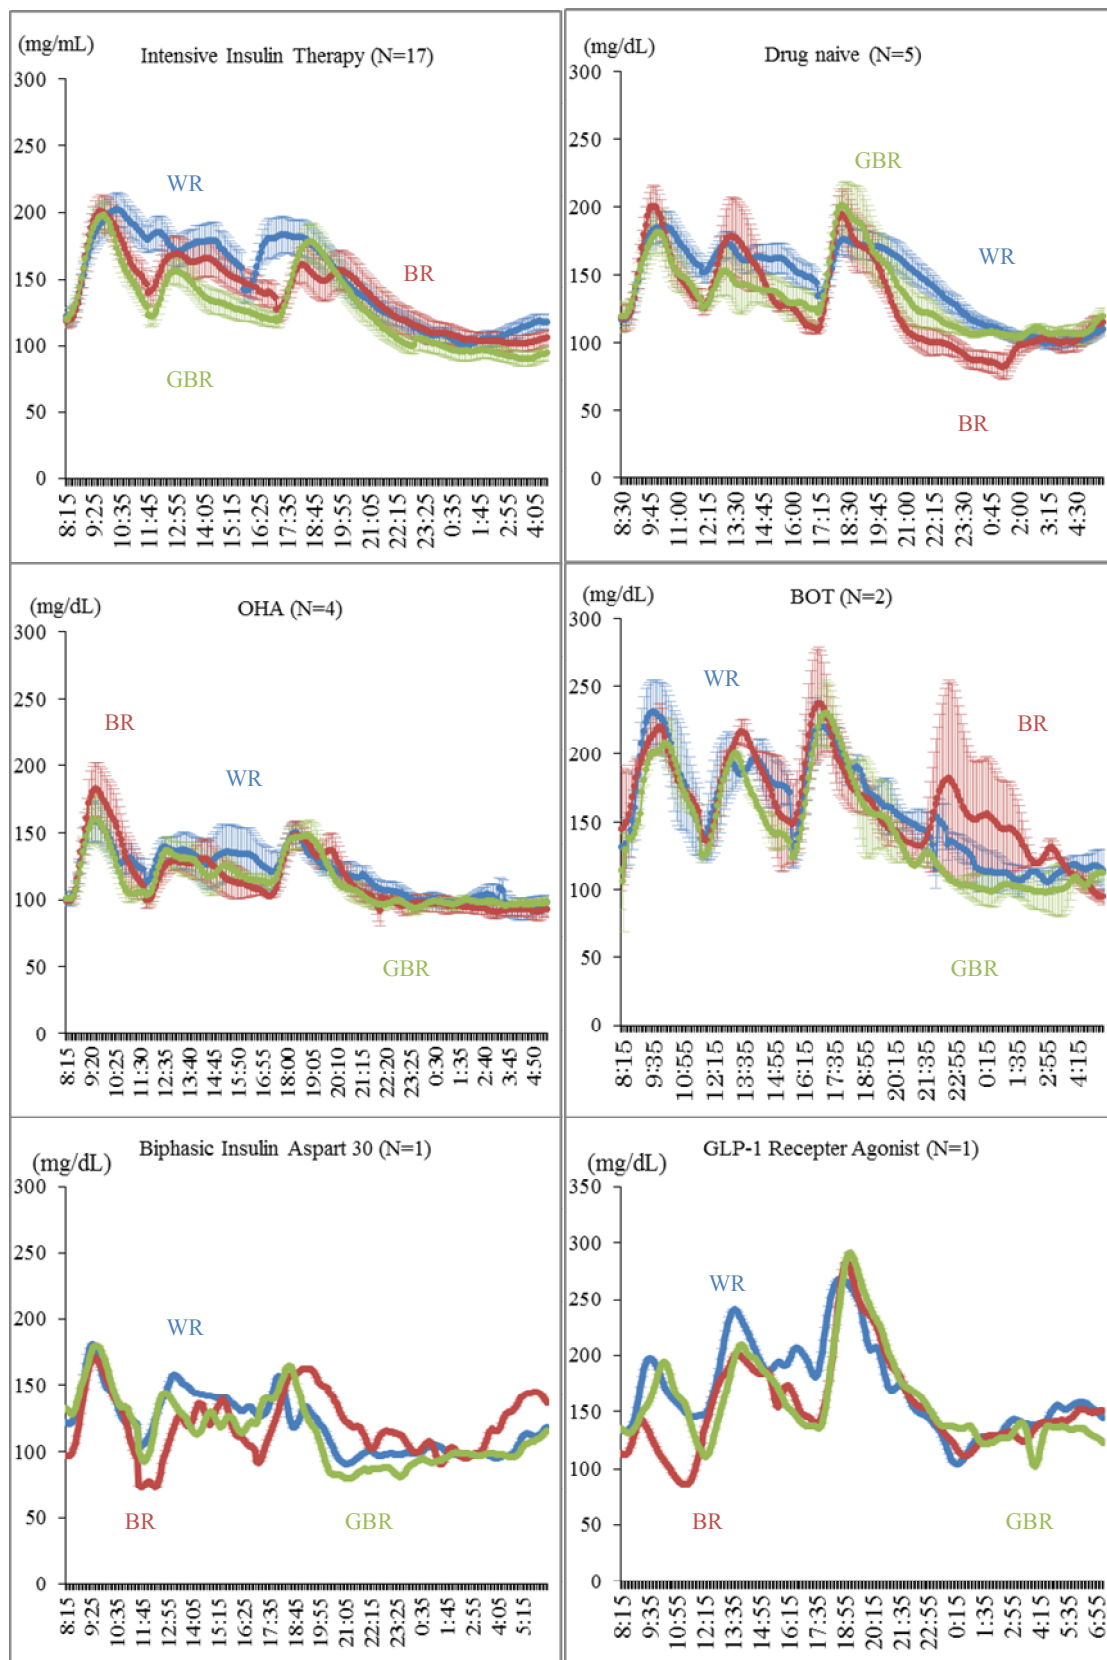 (mg/mL)
Intensive Insulin Therapy (N=17)
300
250
200
150
100
50
0
WR
BR
GBR
8:15 9:25 10:35 11:45 12:55 14:05 15:15 16:25 17:35 18:45 19:55 21:05 22:15 23:25 0:35 1:45 2:55 4:05
(mg/dL)
Drug naive (N=5)
300
250
200
150
100
50
0
GBR
WR
BR
8:30 9:45 11:00 12:15 13:30 14:45 16:00 17:15 18:30 19:45 21:00 22:15 23:30 0:45 2:00 3:15 4:30
(mg/dL)
OHA (N=4)
300
250
200
150
100
50
0
BR
WR
GBR
8:15 9:20 10:25 11:30 12:35 13:40 14:45 15:50 16:55 18:00 19:05 20:10 21:15 22:20 23:25 0:30 1:35 2:40 3:45 4:50
(mg/dL)
BOT (N=2)
300
250
200
150
100
50
0
WR
BR
GBR
8:15 9:35 10:55 12:15 13:35 14:55 16:15 17:35 18:55 20:15 21:35 22:55 0:15 1:35 2:55 4:15
(mg/dL)
Biphasic Insulin Aspart 30 (N=1)
300
250
200
150
100
50
0
WR
BR
GBR
8:15 9:25 10:35 11:45 12:55 14:05 15:15 16:25 17:35 18:45 19:55 21:05 22:15 23:25 0:35 1:45 2:55 4:05 5:15
(mg/dL)
GLP-1 Recepter Agonist (N=1)
350
300
250
200
150
100
50
0
WR
BR
GBR
8:15 9:35 10:55 12:15 13:35 14:55 16:15 17:35 18:55 20:15 21:35 22:55 0:15 1:35 2:55 4:15 5:35 6:55